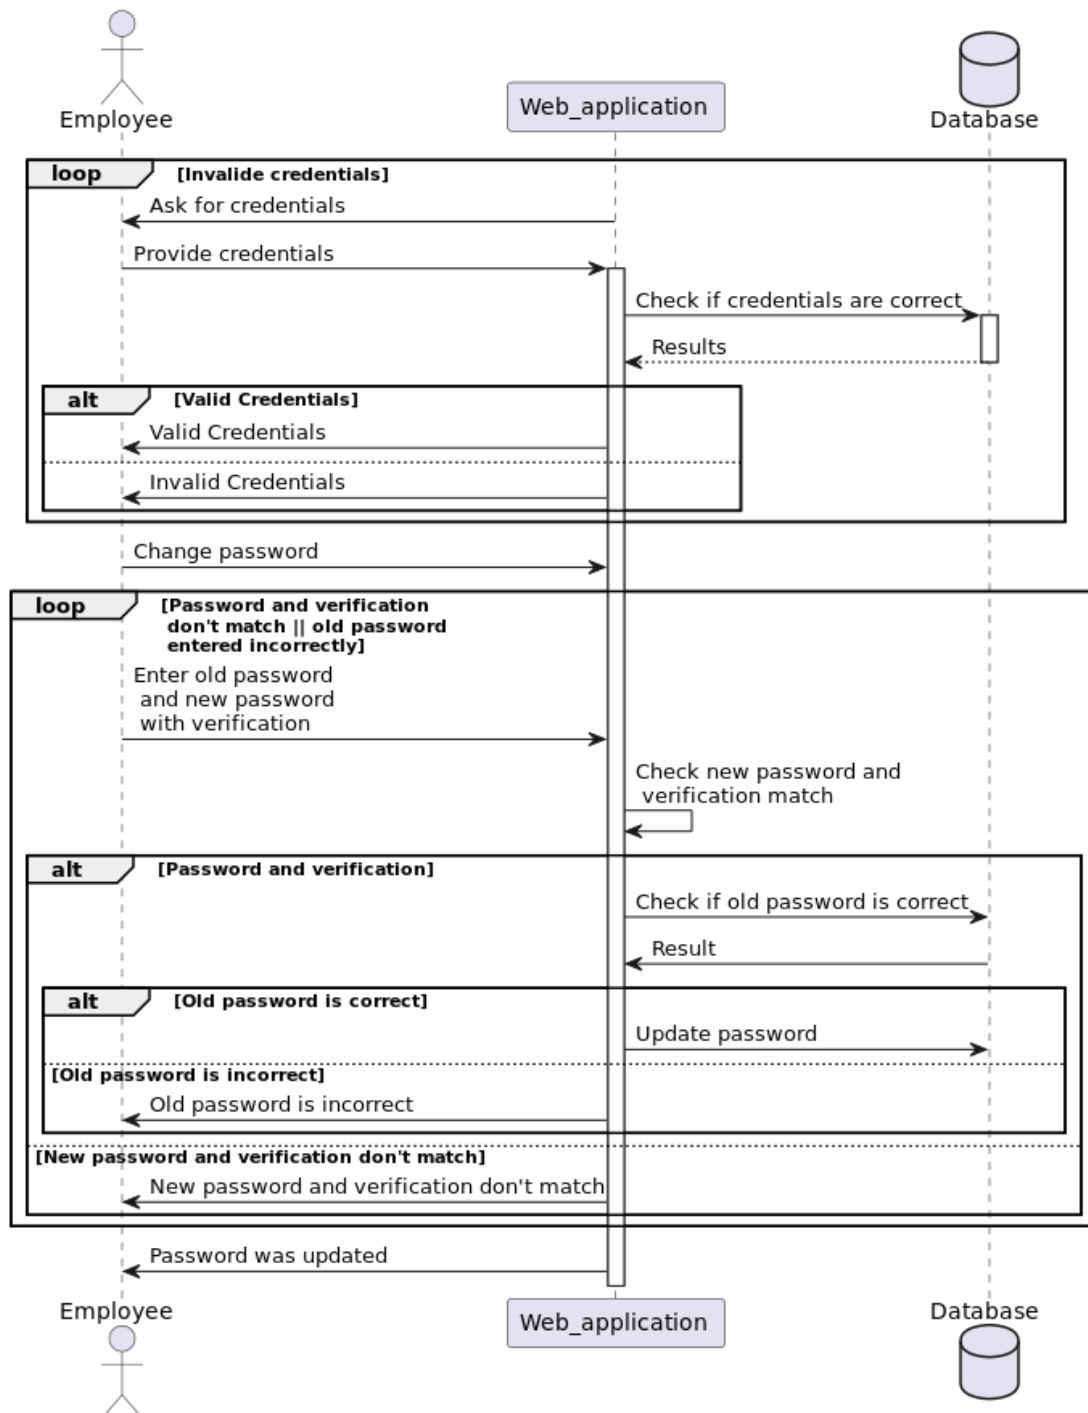 Employee
Web_application
Database
loop
[Invalide credentials]
Ask for credentials
Provide credentials
Check if credentials are correct
Results
alt
[Valid Credentials]
Valid Credentials
Invalid Credentials
Change password
loop
[Password and verification
don't match || old password
entered incorrectly]
Enter old password
and new password
with verification
Check new password and
verification match
alt
[Password and verification]
Check if old password is correct
Result
alt
[Old password is correct]
Update password
[Old password is incorrect]
Old password is incorrect
[New password and verification don't match]
New password and verification don't match
Password was updated
Employee
Web_application
Database